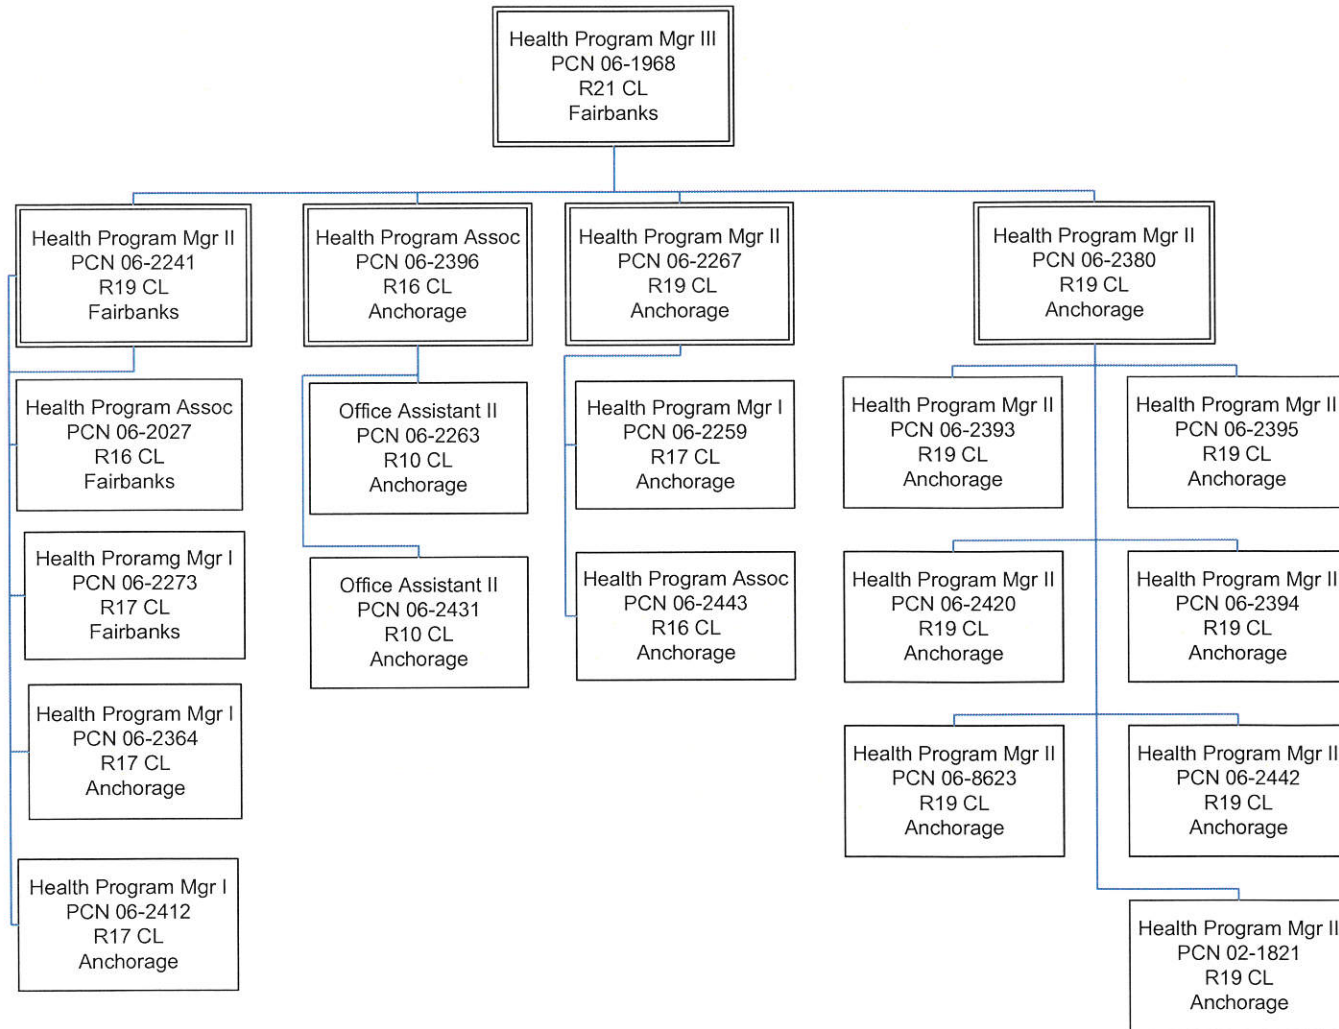 Health Program Mgr III
PCN 06-1968
R21 CL
Fairbanks
Health Program Mgr II
PCN 06-2241
R19 CL
Fairbanks
Health Program Assoc
PCN 06-2396
R16 CL
Anchorage
Health Program Mgr II
PCN 06-2267
R19 CL
Anchorage
Health Program Mgr II
PCN 06-2380
R19 CL
Anchorage
Health Program Assoc
PCN 06-2027
R16 CL
Fairbanks
Health Proramg Mgr I
PCN 06-2273
R17 CL
Fairbanks
Health Program Mgr I
PCN 06-2364
R17 CL
Anchorage
Health Program Mgr I
PCN 06-2412
R17 CL
Anchorage
Office Assistant II
PCN 06-2263
R10 CL
Anchorage
Office Assistant II
PCN 06-2431
R10 CL
Anchorage
Health Program Mgr I
PCN 06-2259
R17 CL
Anchorage
Health Program Assoc
PCN 06-2443
R16 CL
Anchorage
Health Program Mgr II
PCN 06-2393
R19 CL
Anchorage
Health Program Mgr II
PCN 06-2395
R19 CL
Anchorage
Health Program Mgr II
PCN 06-2420
R19 CL
Anchorage
Health Program Mgr II
PCN 06-2394
R19 CL
Anchorage
Health Program Mgr II
PCN 06-8623
R19 CL
Anchorage
Health Program Mgr II
PCN 06-2442
R19 CL
Anchorage
Health Program Mgr II
PCN 02-1821
R19 CL
Anchorage